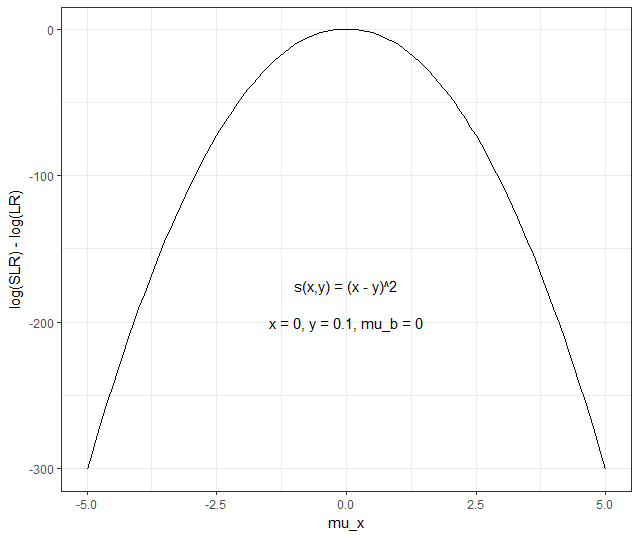 0
-100
-200
-300
log(SLR) - log(LR)
s(x,y) = (x - y)^2
x = 0, y = 0.1, mu_b = 0
-5.0 -2.5 0.0 2.5 5.0
mu_x